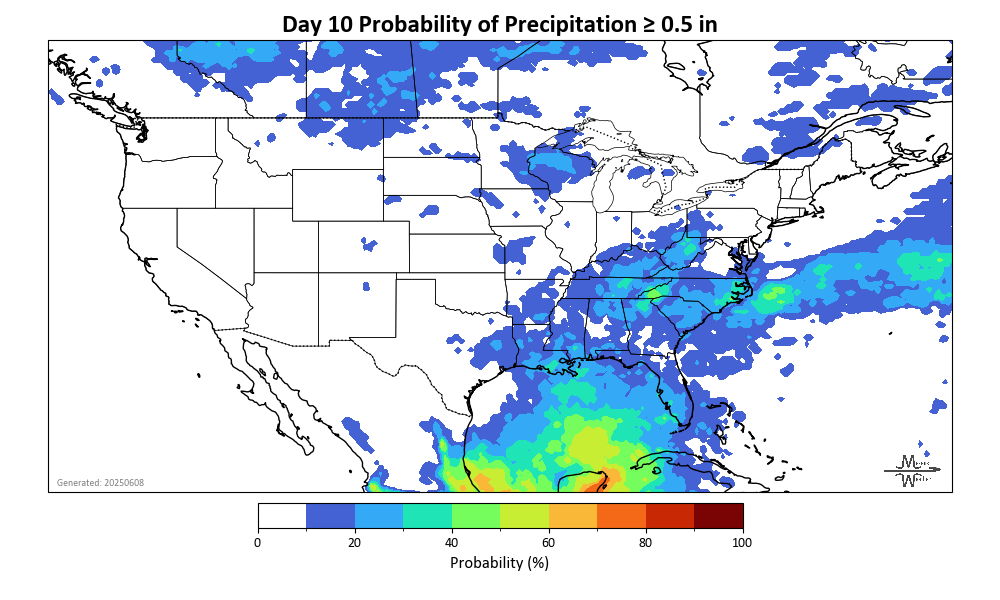 Day 10 Probability of Precipitation ≥ 0.5 in
Generated: 20250608
0 20 40 60 80 100
Probability (%)